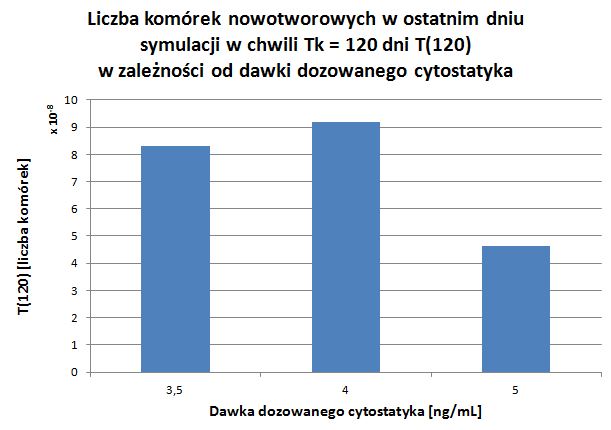 Liczba komórek nowotworowych w ostatnim dniu
symulacji w chwili Tk = 120 dni T(120)
w zależności od dawki dozowanego cytostatyka
x 10-8
T(120) [liczba komórek]
10
9
8
7
6
5
4
3
2
1
0
3,5 4 5
Dawka dozowanego cytostatyka [ng/mL]